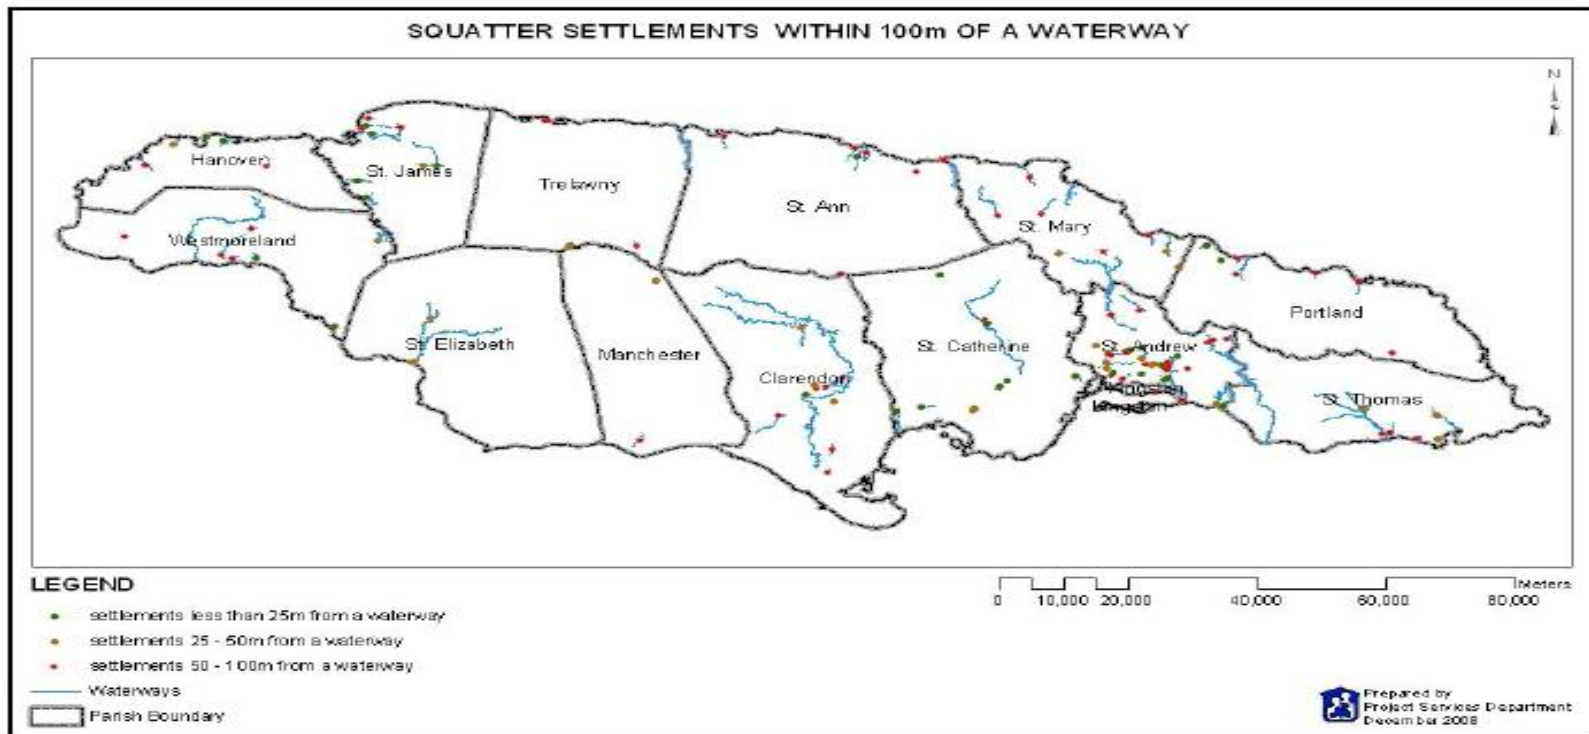 SQUATTER SETTLEMENTS WITHIN 100m OF A WATERWAY
N
Hanover
St. James
Trelawny
St. Ann
St. Mary
Westmoreland
Portland
St. Elizabeth
Manchester
St. Catherine
St. Andrew
Clarendon
Kingston
St. Thomas
LEGEND
settlements less than 25m from a waterway
settlements 25 - 50m from a waterway
settlements 50 - 100m from a waterway
Waterways
Parish Boundary
Meters
0 10,000 20,000 40,000 60,000 80,000
Prepared by
Project Services Department
December 2008